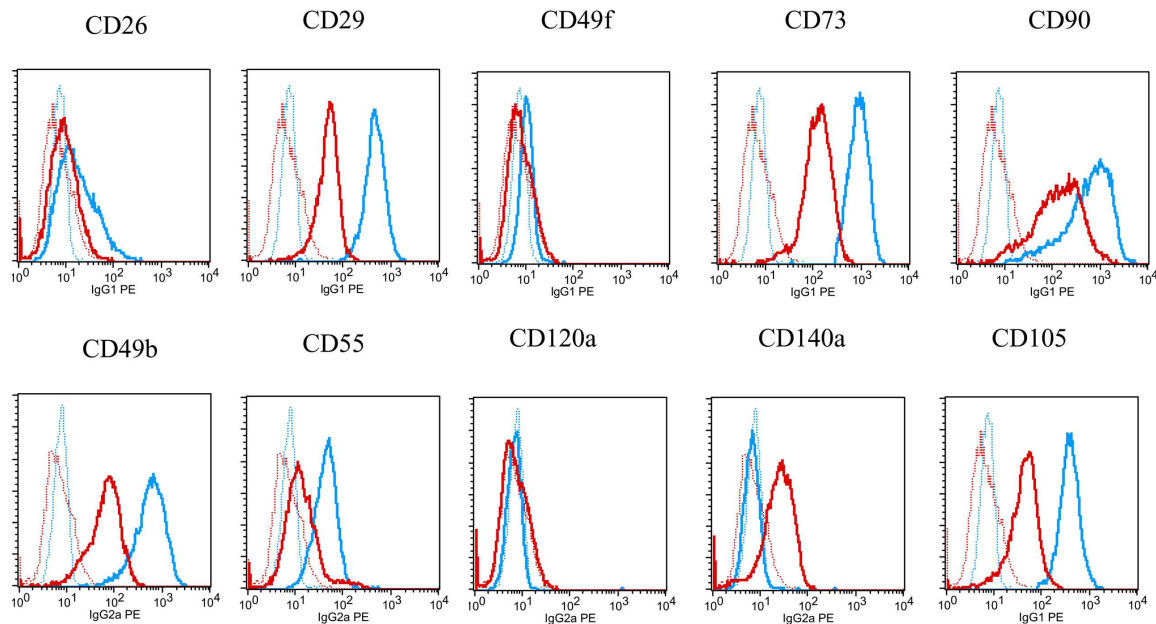 CD26 CD29 CD49f CD73 CD90
10⁰ 10¹ 10² 10³ 10⁴ 10⁰ 10¹ 10² 10³ 10⁴ 10⁰ 10¹ 10² 10³ 10⁴ 10⁰ 10¹ 10² 10³ 10⁴ 10⁰ 10¹ 10² 10³ 10⁴
IgG1 PE IgG1 PE IgG1 PE IgG1 PE IgG1 PE
CD49b CD55 CD120a CD140a CD105
10⁰ 10¹ 10² 10³ 10⁴ 10⁰ 10¹ 10² 10³ 10⁴ 10⁰ 10¹ 10² 10³ 10⁴ 10⁰ 10¹ 10² 10³ 10⁴ 10⁰ 10¹ 10² 10³ 10⁴
IgG2a PE IgG2a PE IgG2a PE IgG2a PE IgG1 PE